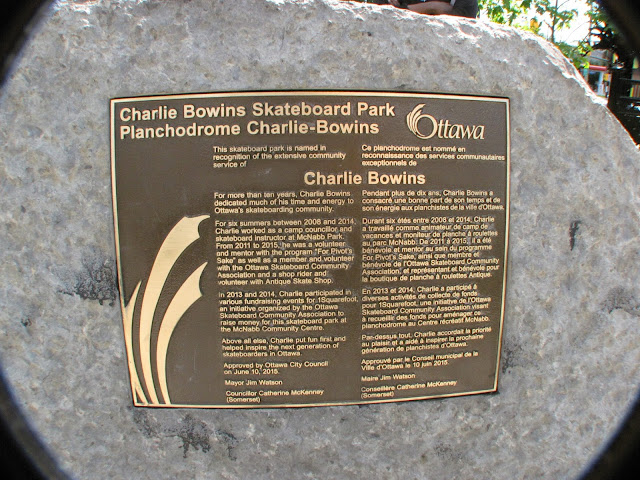 Charlie Bowins Skateboard Park
Planchodrome Charlie-Bowins
Ottawa
This skateboard park is named in
recognition of the extensive community
service of
Ce planchodrome est nommé en
reconnaissance des services communautaires
exceptionnels de
Charlie Bowins
For more than ten years, Charlie Bowins
dedicated much of his time and energy to
Ottawa's skateboarding community.
For six summers between 2008 and 2014,
Charlie worked as a camp councillor and
skateboard instructor at McNabb Park.
From 2011 to 2015, he was a volunteer
and mentor with the program "For Pivot's
Sake" as well as a member and volunteer
with the Ottawa Skateboard Community
Association and a shop rider and
volunteer with Antique Skate Shop.
In 2013 and 2014, Charlie participated in
various fundraising events for 1Squarefoot,
an initiative organized by the Ottawa
Skateboard Community Association to
raise money for this skateboard park at
the McNabb Community Centre.
Above all else, Charlie put fun first and
helped inspire the next generation of
skateboarders in Ottawa.
Approved by Ottawa City Council
on June 10, 2015.
Mayor Jim Watson
Councillor Catherine McKenney
(Somerset)
Pendant plus de dix ans, Charlie Bowins a
consacré une bonne part de son temps et de
son énergie aux planchistes de la ville d'Ottawa.
Durant six étés entre 2008 et 2014, Charlie
a travaillé comme animateur de camp de
vacances et moniteur de planche à roulettes
au parc McNabb. De 2011 à 2015, il a été
bénévole et mentor au sein du programme
For Pivot's Sake, ainsi que membre et
bénévole de l'Ottawa Skateboard Community
Association, et représentant et bénévole pour
la boutique de planche à roulettes Antique.
En 2013 et 2014, Charlie a participé à
diverses activités de collecte de fonds
pour 1Squarefoot, une initiative de l'Ottawa
Skateboard Community Association visant
à recueillir des fonds pour aménager ce
planchodrome au Centre récréatif McNabb.
Par-dessus tout, Charlie accordait la priorité
au plaisir et a aidé à inspirer la prochaine
génération de planchistes d'Ottawa.
Approuvé par le Conseil municipal de la
Ville d'Ottawa le 10 juin 2015.
Maire Jim Watson
Conseillère Catherine McKenney
(Somerset)